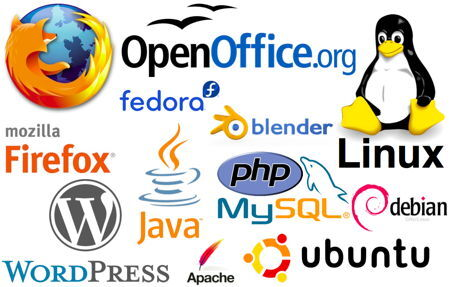 OpenOffice.org
fedora
blender
Linux
mozilla
Firefox
php
MySQL
Java
debian
WORDPRESS
Apache
ubuntu